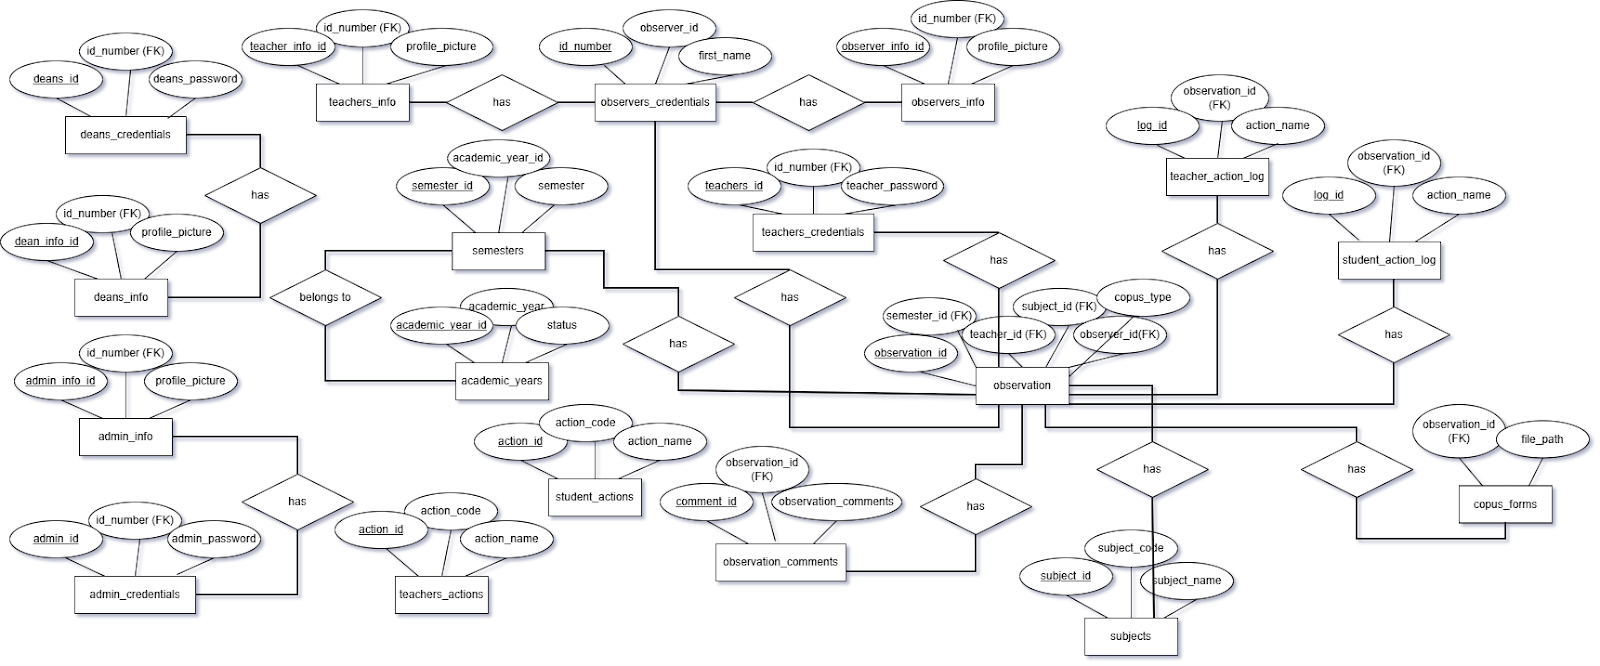 id_number (FK)
deans_id
deans_password
deans_credentials
has
id_number (FK)
dean_info_id
profile_picture
deans_info
id_number (FK)
admin_info_id
profile_picture
admin_info
has
id_number (FK)
admin_id
admin_password
admin_credentials
id_number (FK)
teacher_info_id
profile_picture
teachers_info
has
observer_id
id_number
first_name
observers_credentials
has
id_number (FK)
observer_info_id
profile_picture
observers_info
academic_year_id
semester_id
semester
semesters
belongs to
academic_year
academic_year_id
status
academic_years
has
has
id_number (FK)
teachers_id
teacher_password
teachers_credentials
has
observation_id
(FK)
log_id
action_name
teacher_action_log
has
observation_id
(FK)
log_id
action_name
student_action_log
has
copus_type
subject_id (FK)
semester_id (FK)
teacher_id (FK)
observer_id(FK)
observation_id
observation
action_code
action_id
action_name
student_actions
action_code
action_id
action_name
teachers_actions
observation_id
(FK)
comment_id
observation_comments
observation_comments
has
has
subject_code
subject_id
subject_name
subjects
has
observation_id
(FK)
file_path
copus_forms